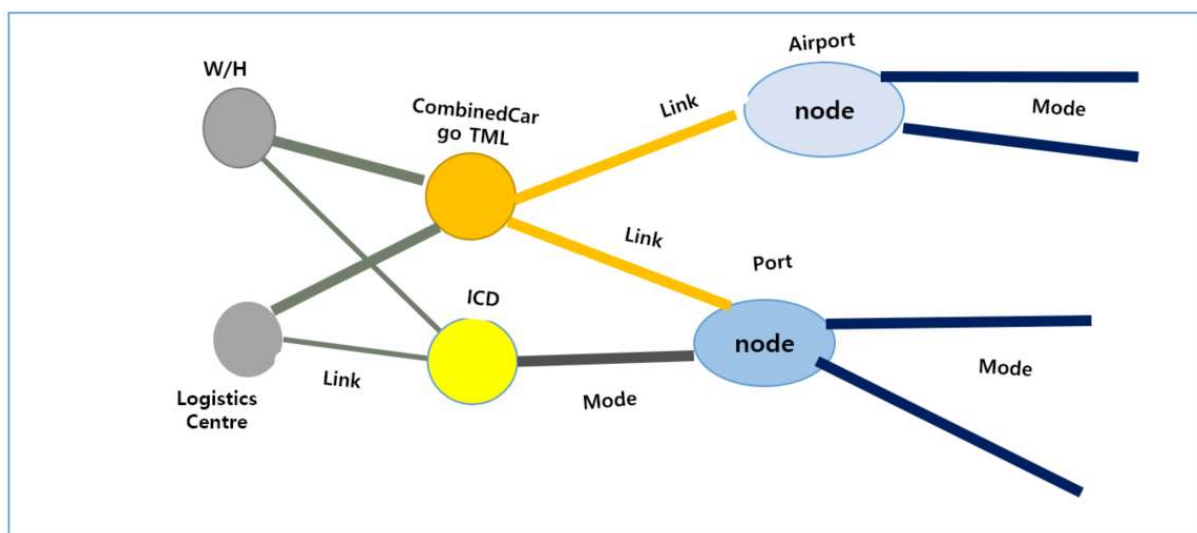 Airport
W/H
CombinedCar
go TML
Link
node
Mode
Link
Port
ICD
node
Link
Mode
Mode
Logistics
Centre